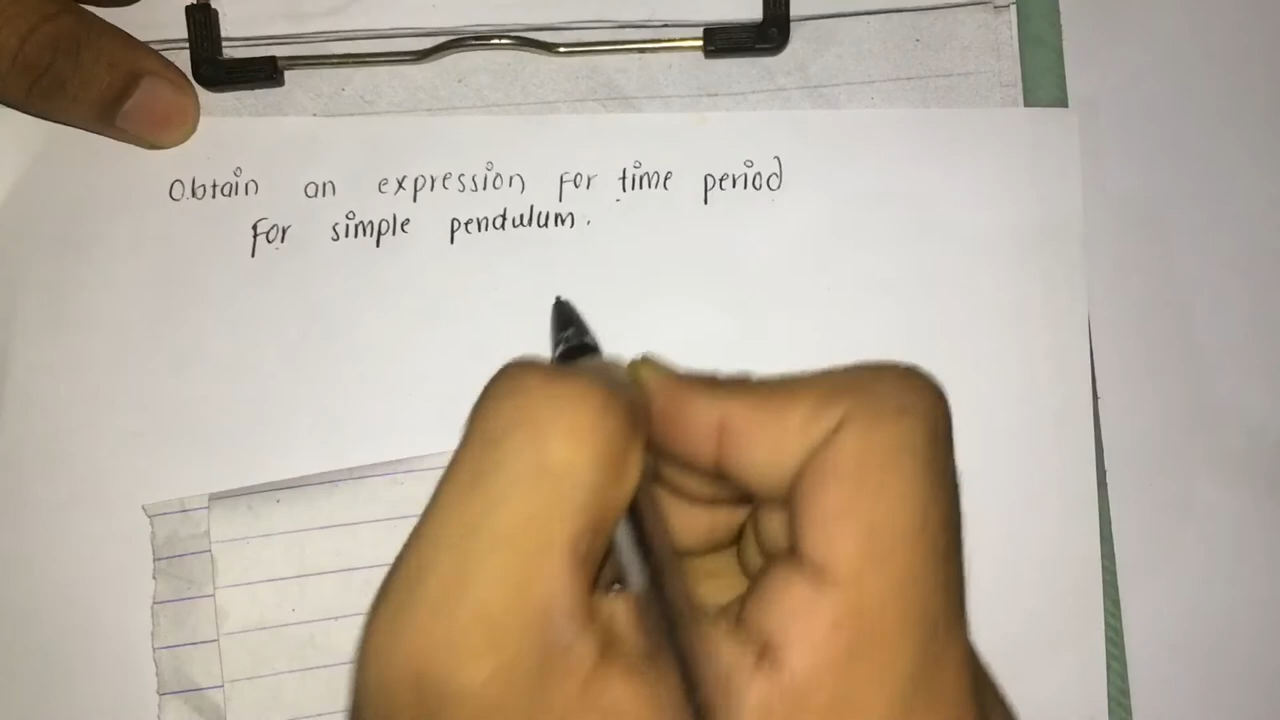 Obtain an expression for time period
for simple pendulum.